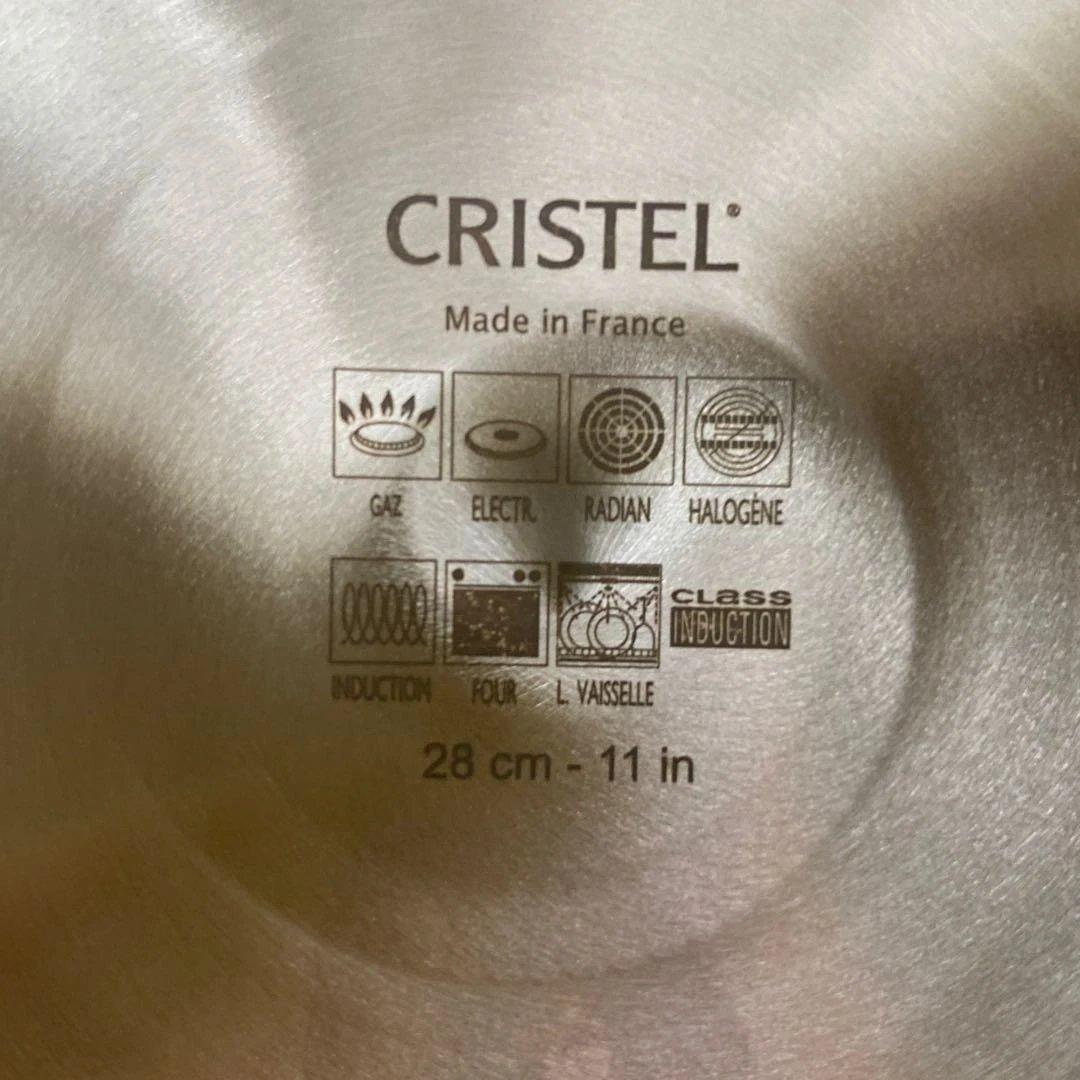 CRISTEL®
Made in France
GAZ ELECTR. RADIAN HALOGÈNE
CLASS
INDUCTION
INDUCTION FOUR L. VAISSELLE
28 cm - 11 in